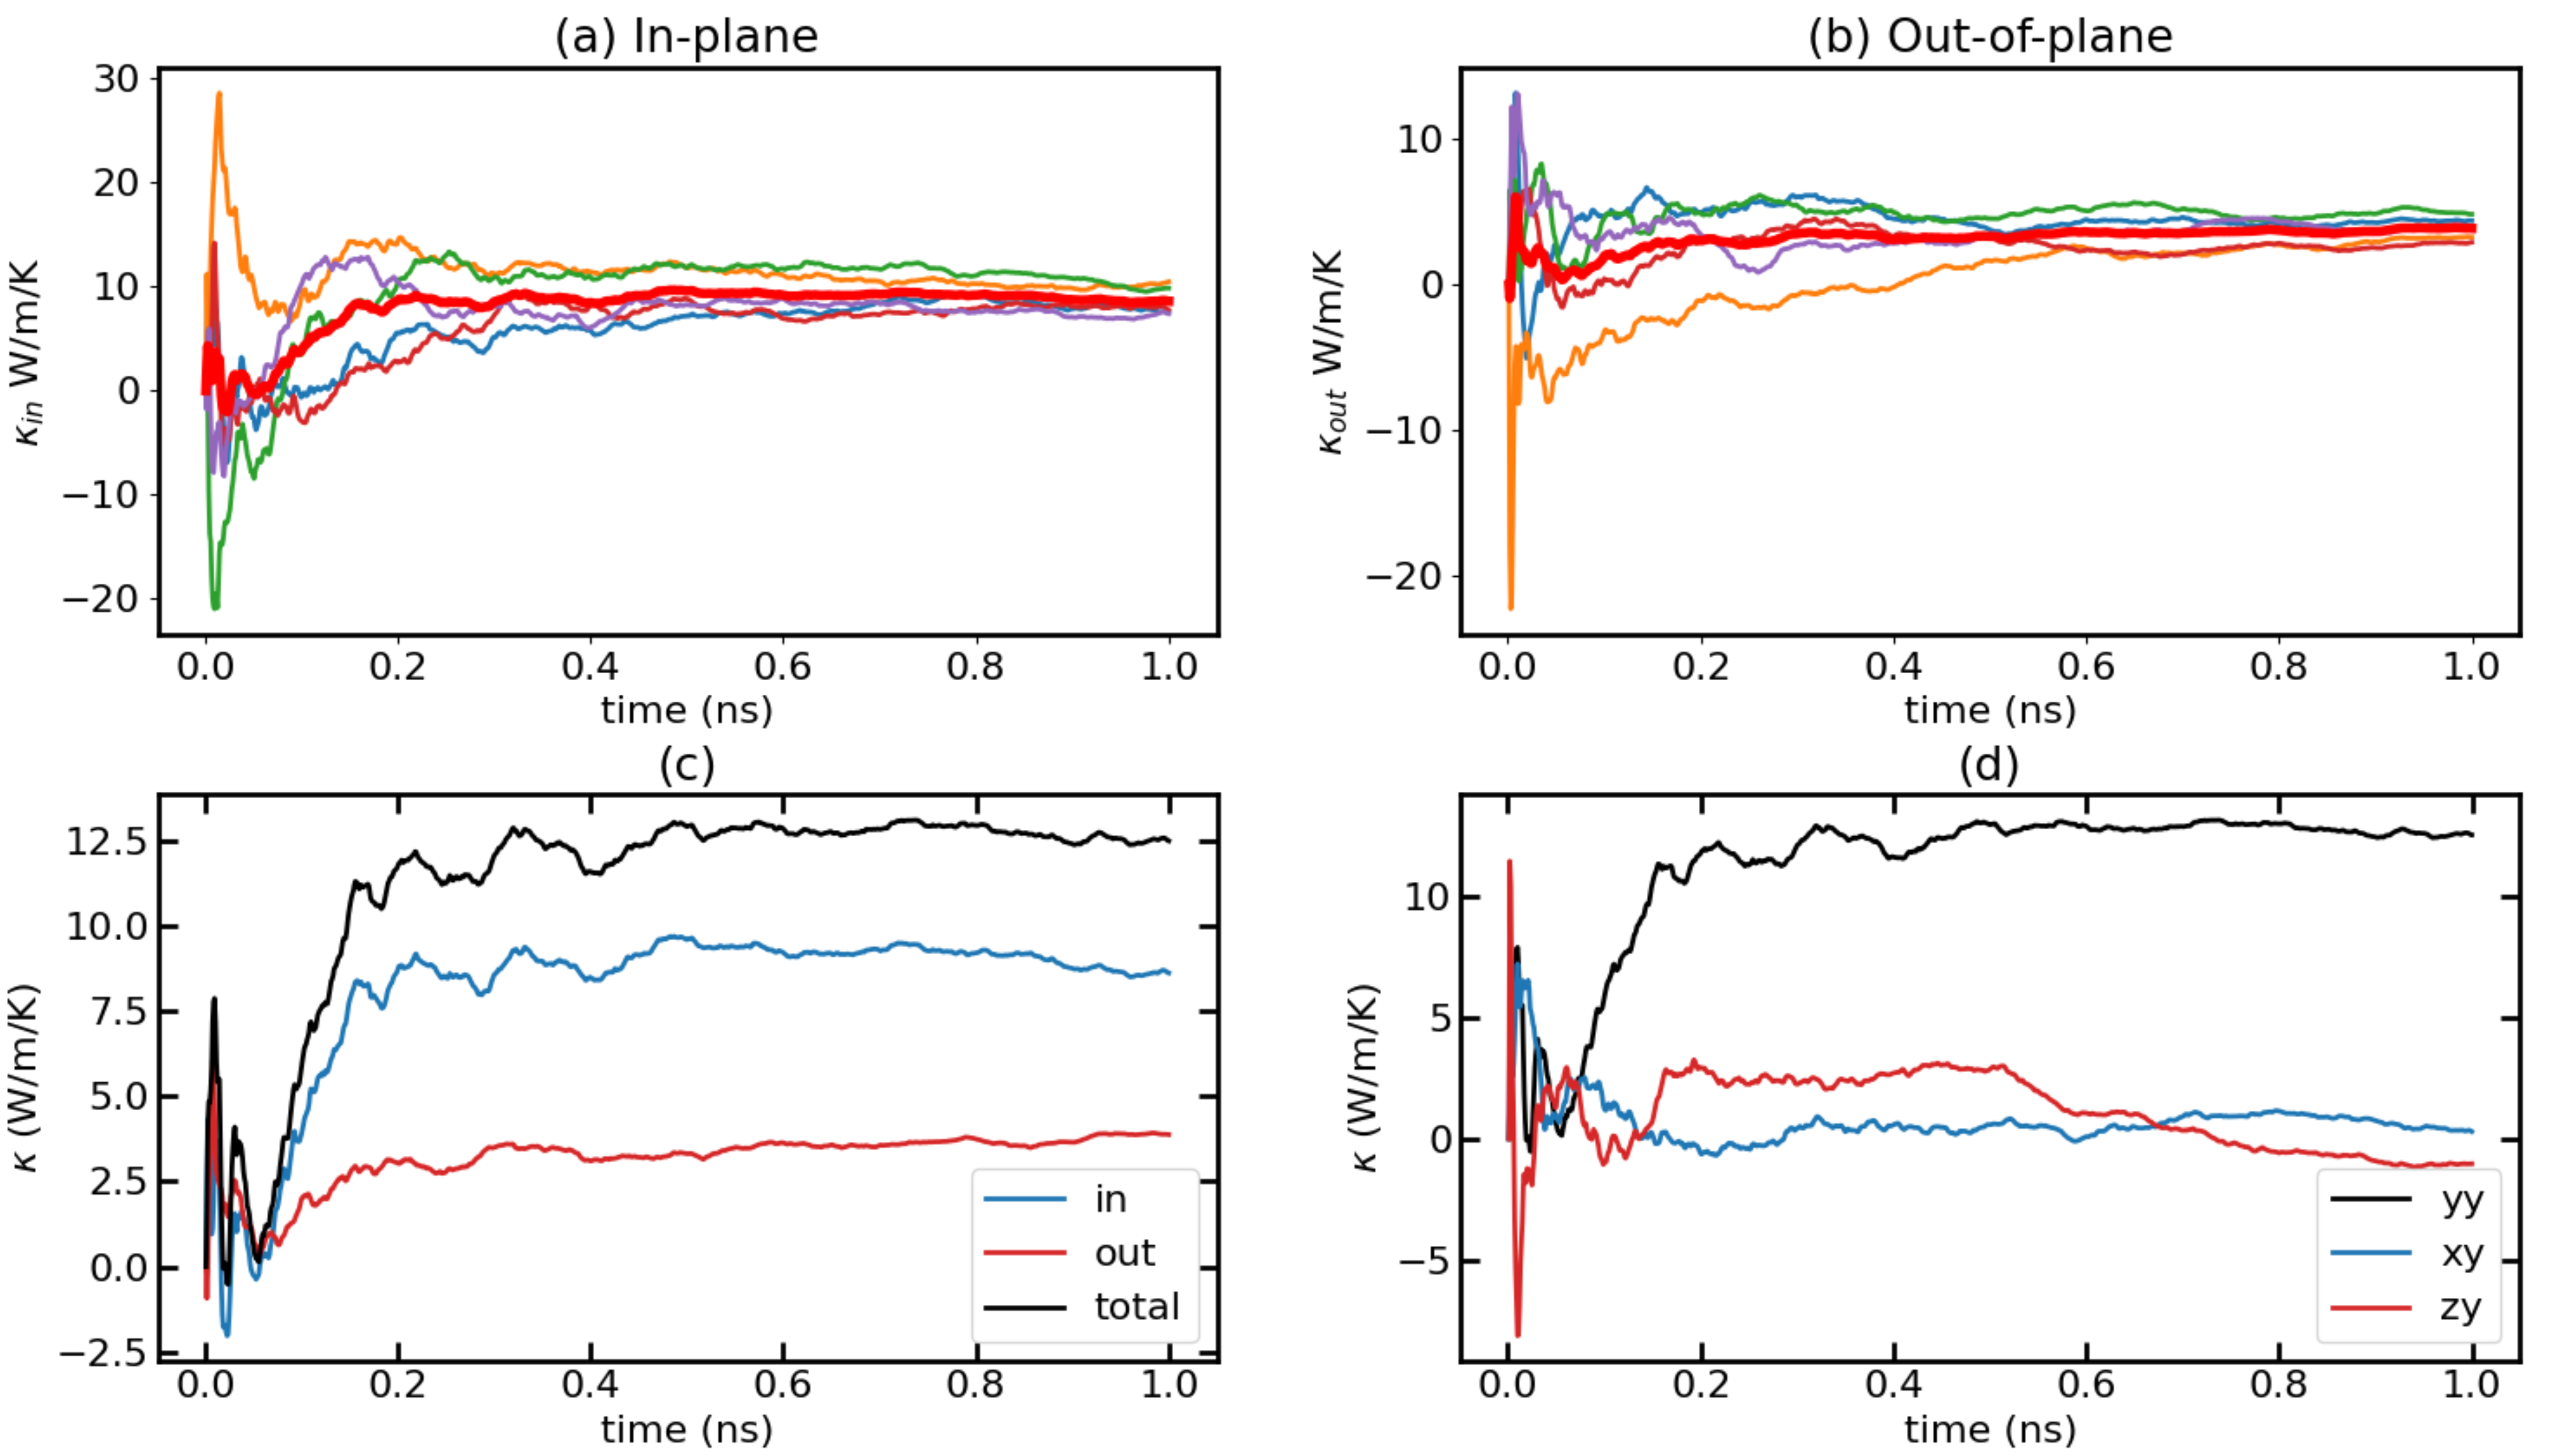 (a) In-plane
κin W/m/K
30
20
10
0
−10
−20
0.0 0.2 0.4 0.6 0.8 1.0
time (ns)
(b) Out-of-plane
κout W/m/K
10
0
−10
−20
0.0 0.2 0.4 0.6 0.8 1.0
time (ns)
(c)
κ (W/m/K)
12.5
10.0
7.5
5.0
2.5
0.0
−2.5
in
out
total
0.0 0.2 0.4 0.6 0.8 1.0
time (ns)
(d)
κ (W/m/K)
10
5
0
−5
yy
xy
zy
0.0 0.2 0.4 0.6 0.8 1.0
time (ns)